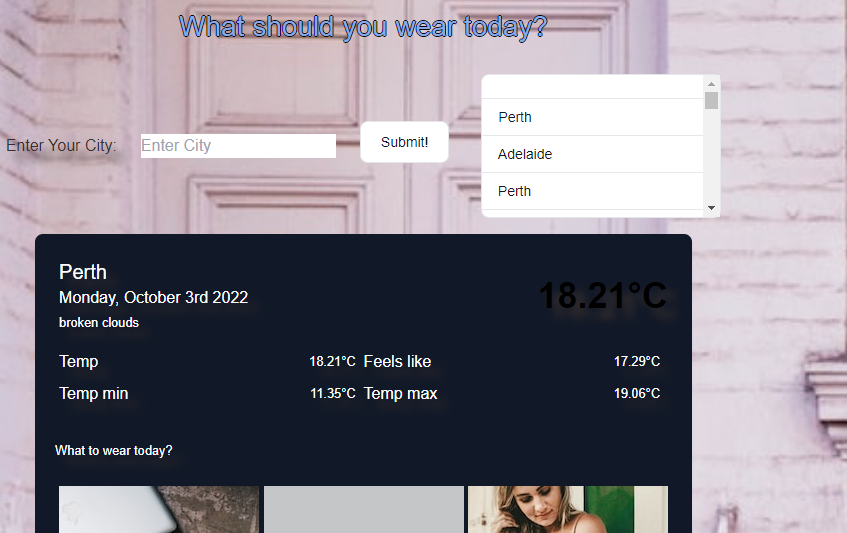 What should you wear today?
Enter Your City:
Enter City
Submit!
Perth
Adelaide
Perth
Perth
Monday, October 3rd 2022
broken clouds
18.21°C
Temp 18.21°C Feels like 17.29°C
Temp min 11.35°C Temp max 19.06°C
What to wear today?